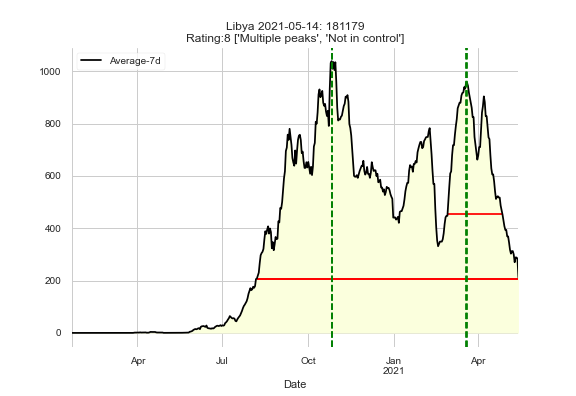 Libya 2021-05-14: 181179
Rating:8 ['Multiple peaks', 'Not in control']
Average-7d
1000
800
600
400
200
0
Apr
Jul
Oct
Jan
2021
Apr
Date